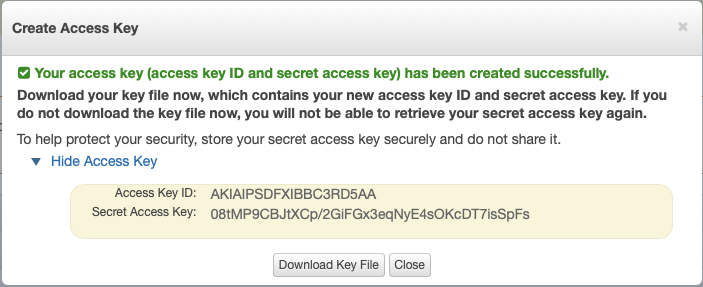 Create Access Key
Your access key (access key ID and secret access key) has been created successfully.
Download your key file now, which contains your new access key ID and secret access key. If you
do not download the key file now, you will not be able to retrieve your secret access key again.
To help protect your security, store your secret access key securely and do not share it.
Hide Access Key
Access Key ID: AKIAIPSDFXIBBC3RD5AA
Secret Access Key: 08tMP9CBJtXCp/2GiFGx3eqNyE4sOKcDT7isSpFs
Download Key File Close